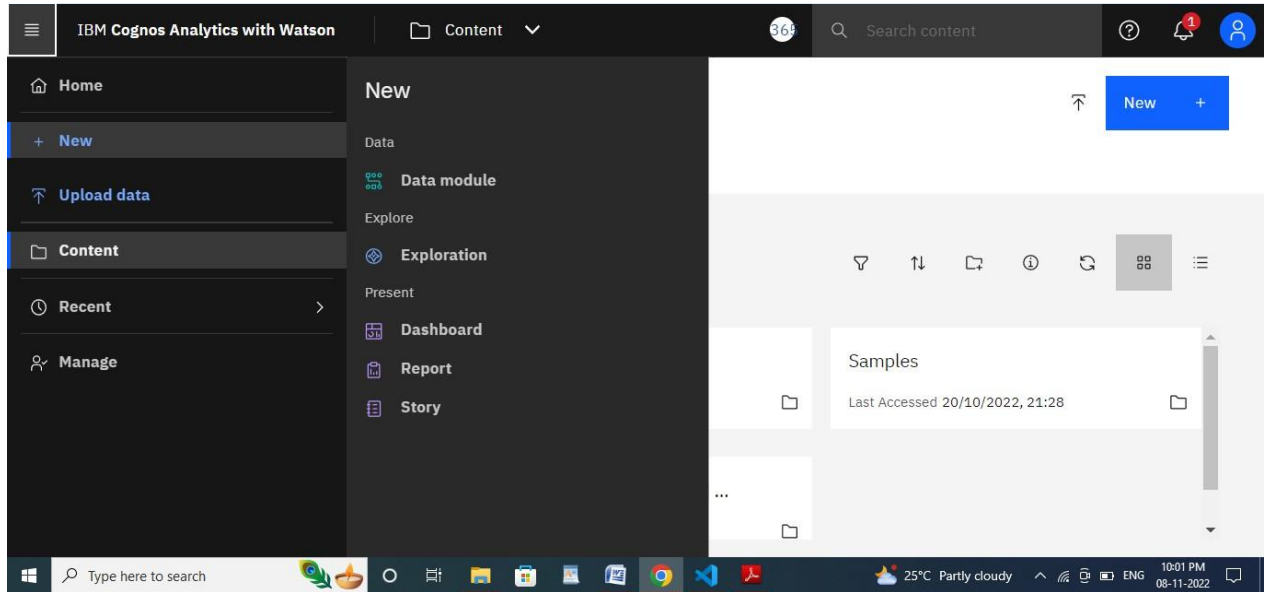 IBM Cognos Analytics with Watson
Content
365
Search content
1
Home
New
Upload data
Content
Recent
Manage
New
Data
Data module
Explore
Exploration
Present
Dashboard
Report
Story
New +
Samples
Last Accessed 20/10/2022, 21:28
...
Type here to search
25°C Partly cloudy
ENG
10:01 PM
08-11-2022